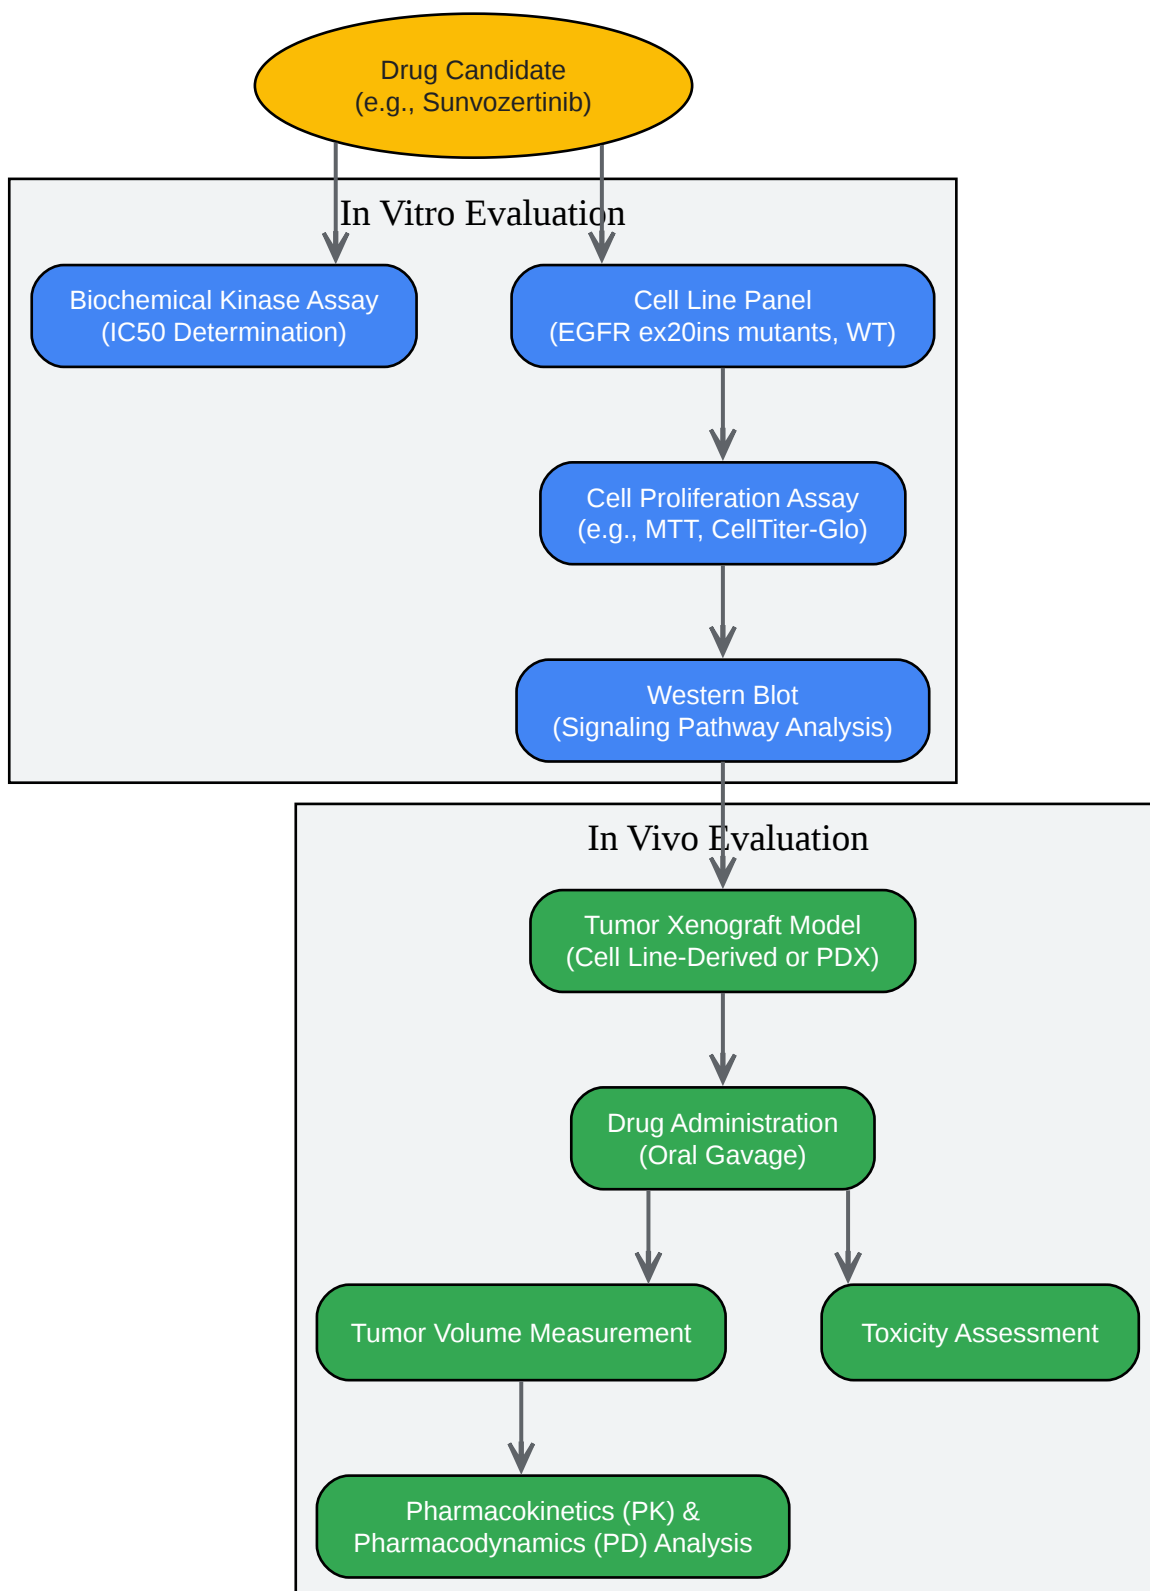 Drug Candidate
(e.g., Sunvozertinib)
In Vitro Evaluation
Biochemical Kinase Assay
(IC50 Determination)
Cell Line Panel
(EGFR ex20ins mutants, WT)
Cell Proliferation Assay
(e.g., MTT, CellTiter-Glo)
Western Blot
(Signaling Pathway Analysis)
In Vivo Evaluation
Tumor Xenograft Model
(Cell Line-Derived or PDX)
Drug Administration
(Oral Gavage)
Tumor Volume Measurement
Toxicity Assessment
Pharmacokinetics (PK) &
Pharmacodynamics (PD) Analysis